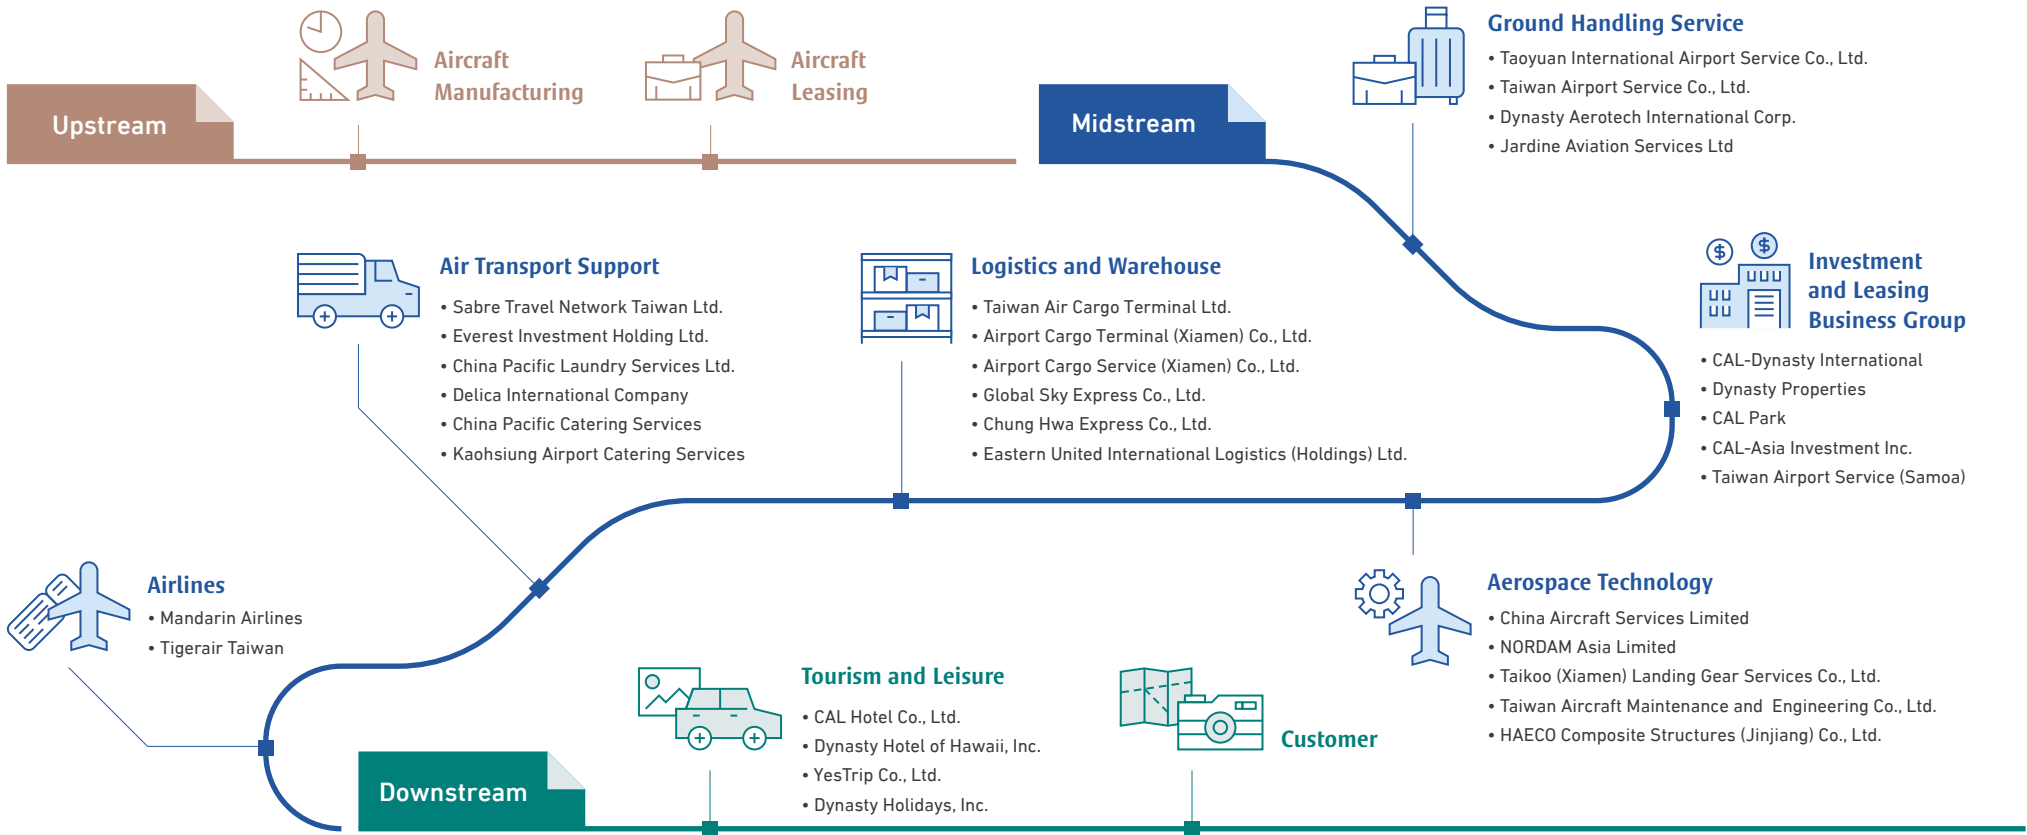 Upstream
Aircraft
Manufacturing
Aircraft
Leasing
Midstream
Ground Handling Service
• Taoyuan International Airport Service Co., Ltd.
• Taiwan Airport Service Co., Ltd.
• Dynasty Aerotech International Corp.
• Jardine Aviation Services Ltd
Investment
and Leasing
Business Group
• CAL-Dynasty International
• Dynasty Properties
• CAL Park
• CAL-Asia Investment Inc.
• Taiwan Airport Service (Samoa)
Air Transport Support
• Sabre Travel Network Taiwan Ltd.
• Everest Investment Holding Ltd.
• China Pacific Laundry Services Ltd.
• Delica International Company
• China Pacific Catering Services
• Kaohsiung Airport Catering Services
Logistics and Warehouse
• Taiwan Air Cargo Terminal Ltd.
• Airport Cargo Terminal (Xiamen) Co., Ltd.
• Airport Cargo Service (Xiamen) Co., Ltd.
• Global Sky Express Co., Ltd.
• Chung Hwa Express Co., Ltd.
• Eastern United International Logistics (Holdings) Ltd.
Airlines
• Mandarin Airlines
• Tigerair Taiwan
Aerospace Technology
• China Aircraft Services Limited
• NORDAM Asia Limited
• Taikoo (Xiamen) Landing Gear Services Co., Ltd.
• Taiwan Aircraft Maintenance and Engineering Co., Ltd.
• HAECO Composite Structures (Jinjiang) Co., Ltd.
Downstream
Tourism and Leisure
• CAL Hotel Co., Ltd.
• Dynasty Hotel of Hawaii, Inc.
• YesTrip Co., Ltd.
• Dynasty Holidays, Inc.
Customer